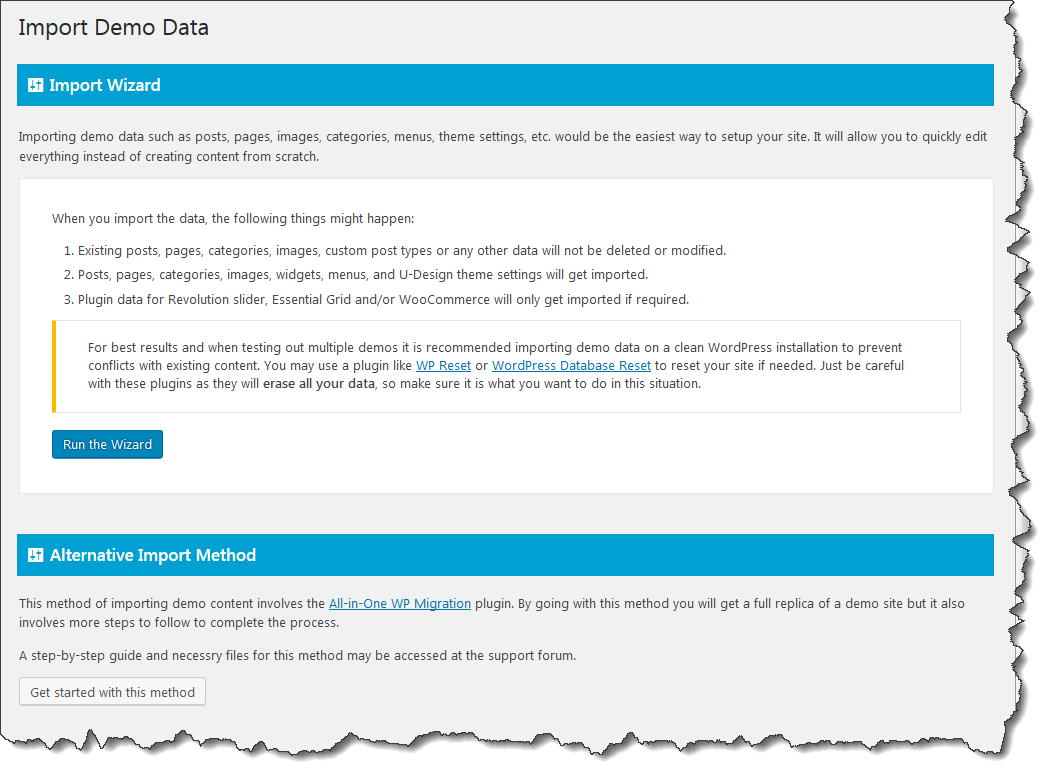 Import Demo Data
Import Wizard
Importing demo data such as posts, pages, images, categories, menus, theme settings, etc. would be the easiest way to setup your site. It will allow you to quickly edit
everything instead of creating content from scratch.
When you import the data, the following things might happen:
1. Existing posts, pages, categories, images, custom post types or any other data will not be deleted or modified.
2. Posts, pages, categories, images, widgets, menus, and U-Design theme settings will get imported.
3. Plugin data for Revolution slider, Essential Grid and/or WooCommerce will only get imported if required.
For best results and when testing out multiple demos it is recommended importing demo data on a clean WordPress installation to prevent
conflicts with existing content. You may use a plugin like WP Reset or WordPress Database Reset to reset your site if needed. Just be careful
with these plugins as they will erase all your data, so make sure it is what you want to do in this situation.
Run the Wizard
Alternative Import Method
This method of importing demo content involves the All-in-One WP Migration plugin. By going with this method you will get a full replica of a demo site but it also
involves more steps to follow to complete the process.
A step-by-step guide and necessry files for this method may be accessed at the support forum.
Get started with this method